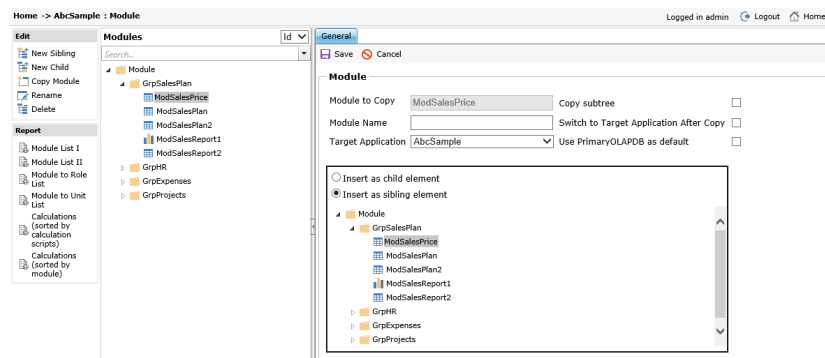 Home -> AbcSample : Module
Logged in admin Logout Home
Edit
New Sibling
New Child
Copy Module
Rename
Delete
Report
Module List I
Module List II
Module to Role
List
Module to Unit
List
Calculations
(sorted by
calculation
scripts)
Calculations
(sorted by
module)
Modules Id
Search...
Module
GrpSalesPlan
ModSalesPrice
ModSalesPlan
ModSalesPlan2
ModSalesReport1
ModSalesReport2
GrpHR
GrpExpenses
GrpProjects
General
Save Cancel
Module
Module to Copy ModSalesPrice Copy subtree
Module Name Switch to Target Application After Copy
Target Application AbcSample Use PrimaryOLAPDB as default
Insert as child element
Insert as sibling element
Module
GrpSalesPlan
ModSalesPrice
ModSalesPlan
ModSalesPlan2
ModSalesReport1
ModSalesReport2
GrpHR
GrpExpenses
GrpProjects